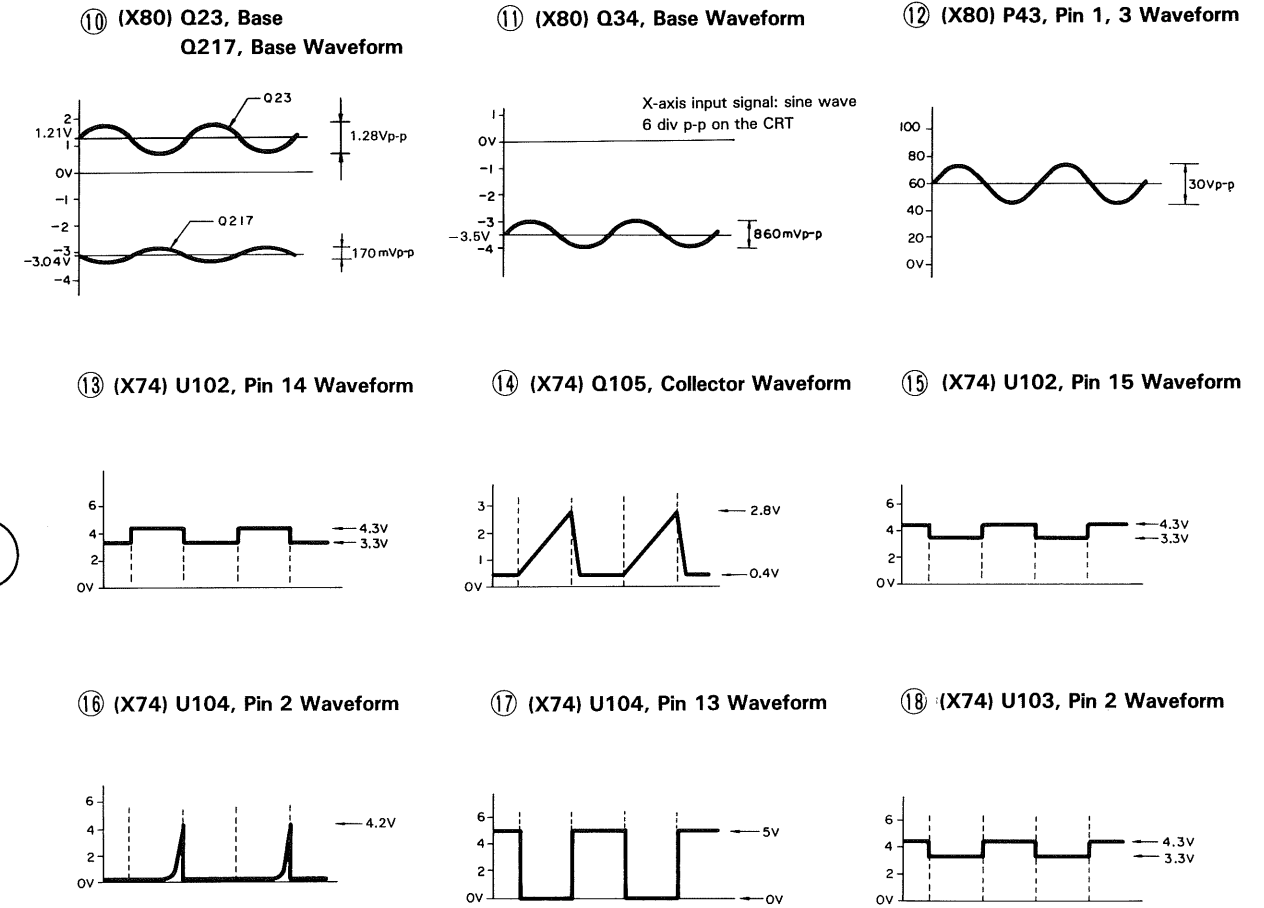 ⑩ (X80) Q23, Base
Q217, Base Waveform
2
1.21V
1
0V
-1
-2
-3
-3.04V
-4
Q23
1.28Vp-p
Q217
170mVp-p
⑪ (X80) Q34, Base Waveform
X-axis input signal: sine wave
6 div p-p on the CRT
1
0V
-1
-2
-3
-3.5V
-4
860mVp-p
⑫ (X80) P43, Pin 1, 3 Waveform
100
80
60
40
20
0V
30Vp-p
⑬ (X74) U102, Pin 14 Waveform
6
4
2
0V
4.3V
3.3V
⑭ (X74) Q105, Collector Waveform
3
2
1
0V
2.8V
0.4V
⑮ (X74) U102, Pin 15 Waveform
6
4
2
0V
4.3V
3.3V
⑯ (X74) U104, Pin 2 Waveform
6
4
2
0V
4.2V
⑰ (X74) U104, Pin 13 Waveform
6
4
2
0V
5V
0V
⑱ (X74) U103, Pin 2 Waveform
6
4
2
0V
4.3V
3.3V